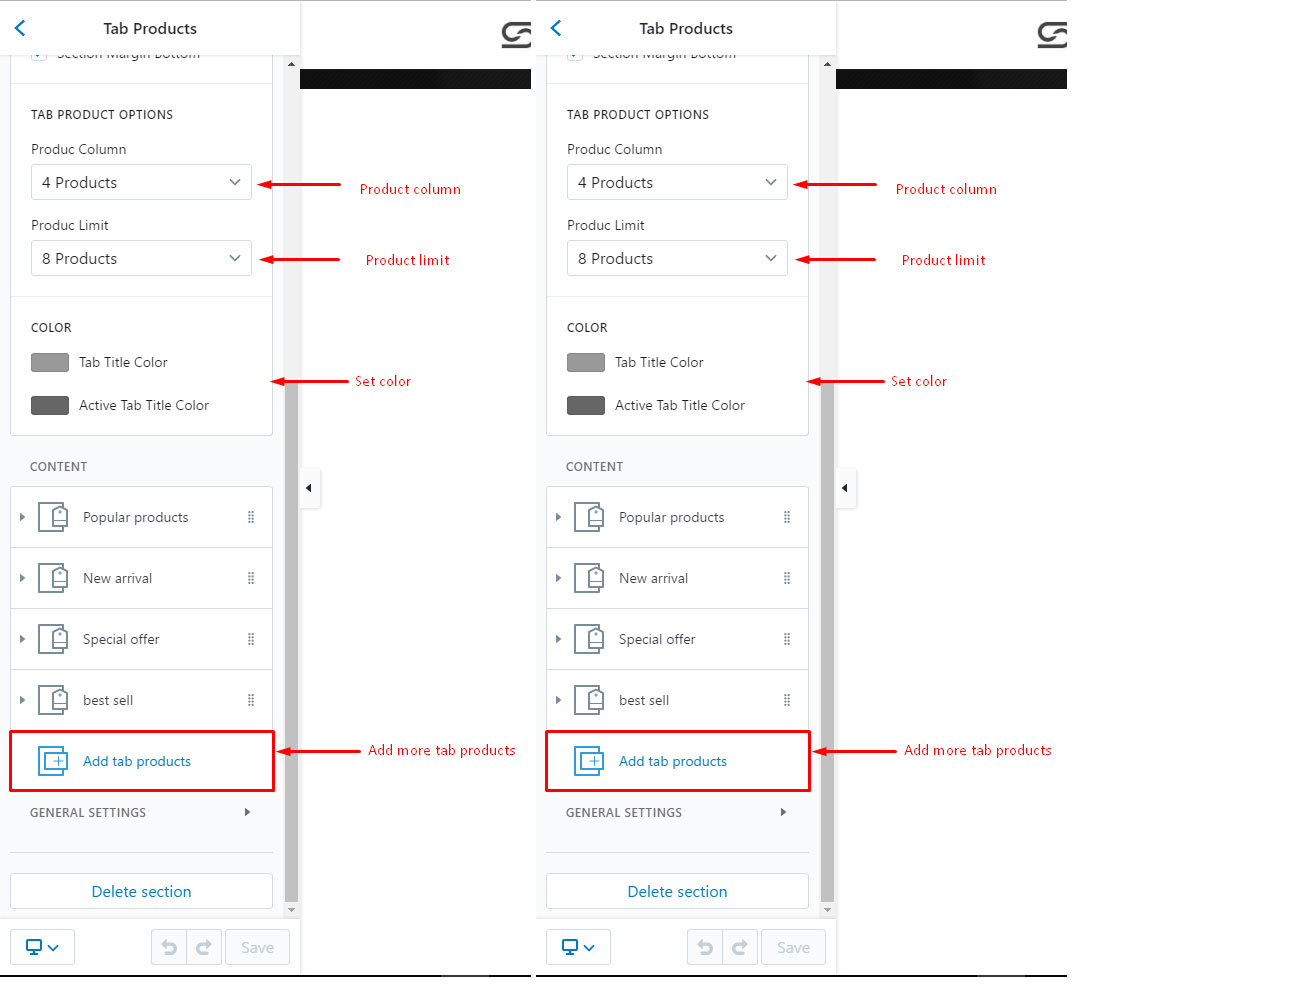 Tab Products
Section Margin Bottom
TAB PRODUCT OPTIONS
Produc Column
4 Products
Product column
Produc Limit
8 Products
Product limit
COLOR
Tab Title Color
Set color
Active Tab Title Color
CONTENT
Popular products
New arrival
Special offer
best sell
Add more tab products
Add tab products
GENERAL SETTINGS
Delete section
Save
Tab Products
Section Margin Bottom
TAB PRODUCT OPTIONS
Produc Column
4 Products
Product column
Produc Limit
8 Products
Product limit
COLOR
Tab Title Color
Set color
Active Tab Title Color
CONTENT
Popular products
New arrival
Special offer
best sell
Add more tab products
Add tab products
GENERAL SETTINGS
Delete section
Save